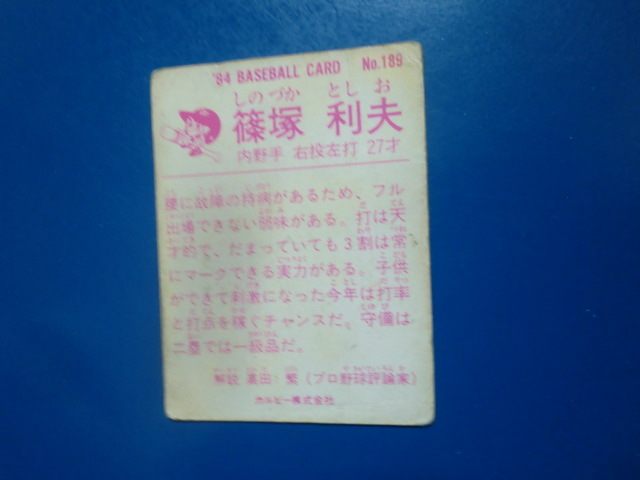 '84 BASEBALL CARD No.189
しのづか としお
篠塚 利夫
内野手 右投左打 27才
腰に故障の持病があるため、フル
出場できない弱味がある。打は天
才的で、だまっていても3割は常
にマークできる実力がある。子供
ができて刺激になった今年は打率
と打点を稼ぐチャンスだ。守備は
二塁では一級品だ。
解説 高田 繁(プロ野球評論家)
カルビー株式会社